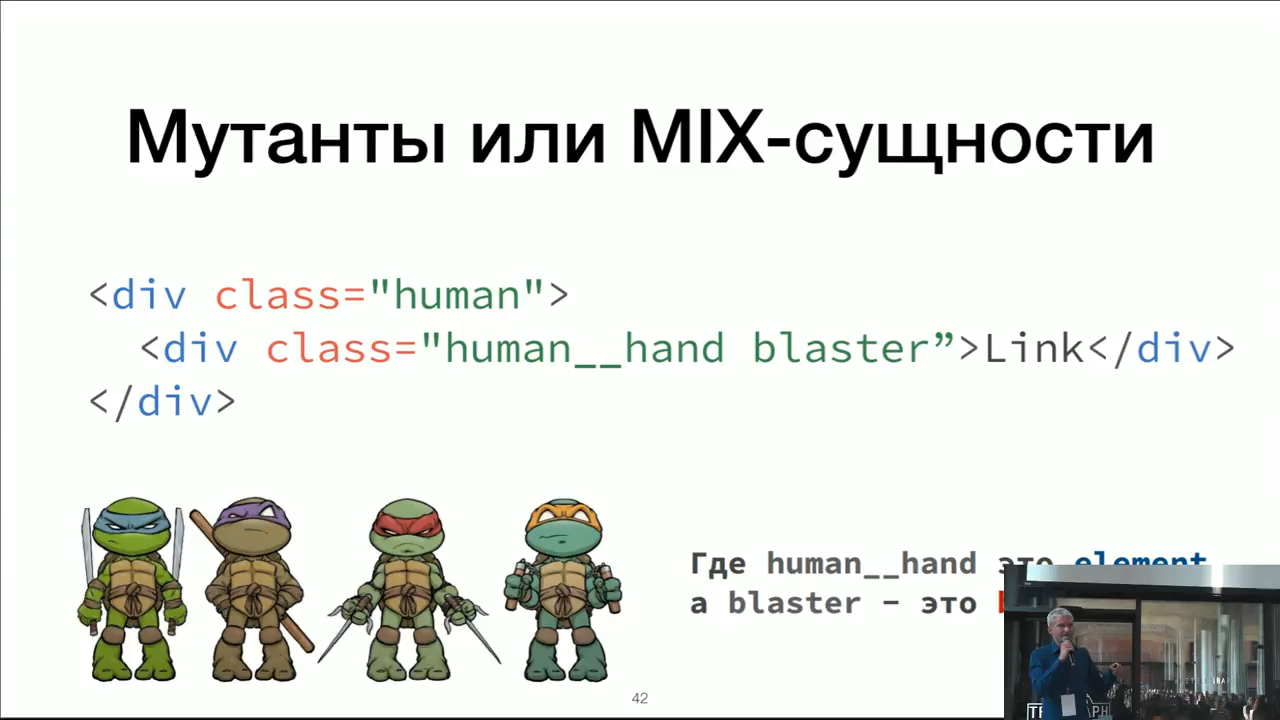 Мутанты или MIX-сущности
<div class="human">
<div class="human__hand blaster”>Link</div>
</div>
Где human__hand это element
а blaster - это
42